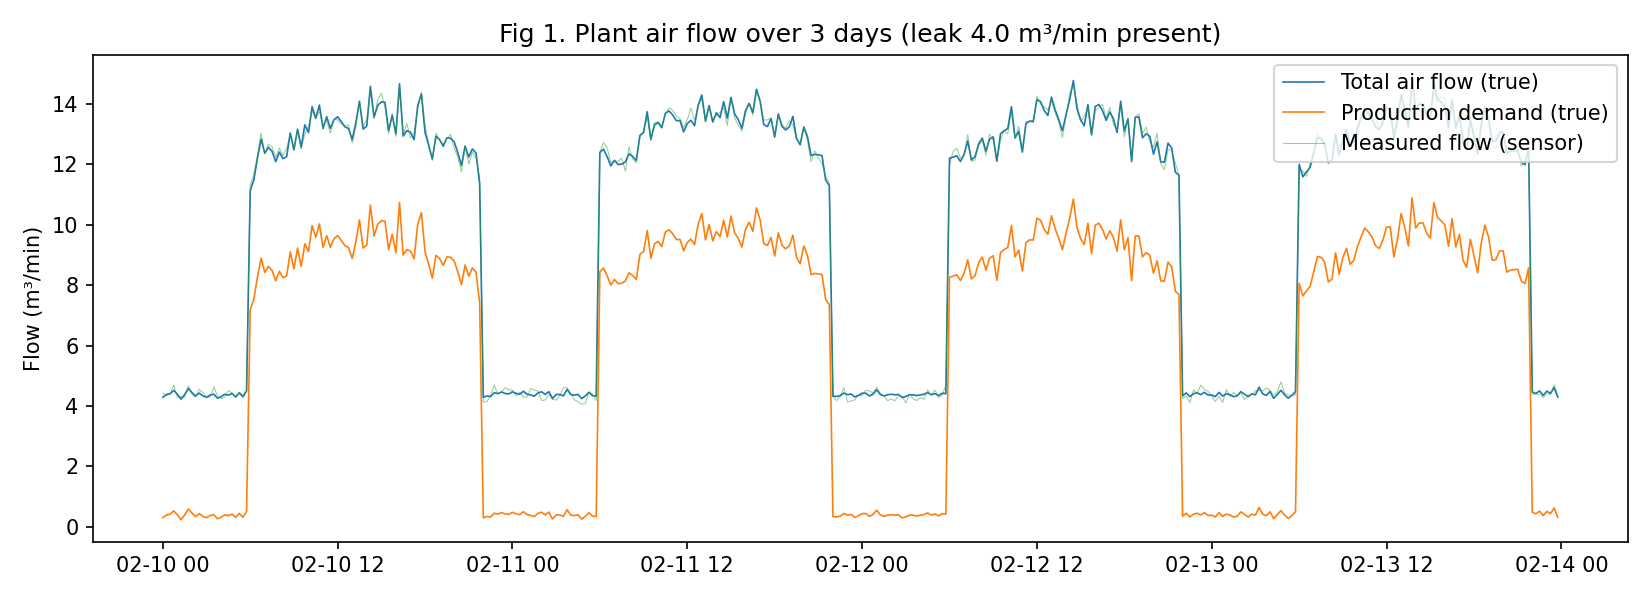 Fig 1. Plant air flow over 3 days (leak 4.0 m³/min present)
Total air flow (true)
Production demand (true)
Measured flow (sensor)
Flow (m³/min)
14
12
10
8
6
4
2
0
02-10 00 02-10 12 02-11 00 02-11 12 02-12 00 02-12 12 02-13 00 02-13 12 02-14 00